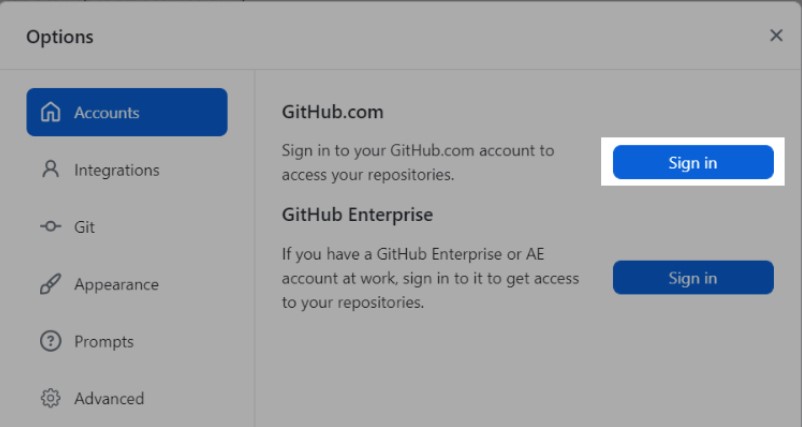 Options
Accounts
Integrations
Git
Appearance
Prompts
Advanced
GitHub.com
Sign in to your GitHub.com account to
access your repositories.
Sign in
GitHub Enterprise
If you have a GitHub Enterprise or AE
account at work, sign in to it to get access
to your repositories.
Sign in